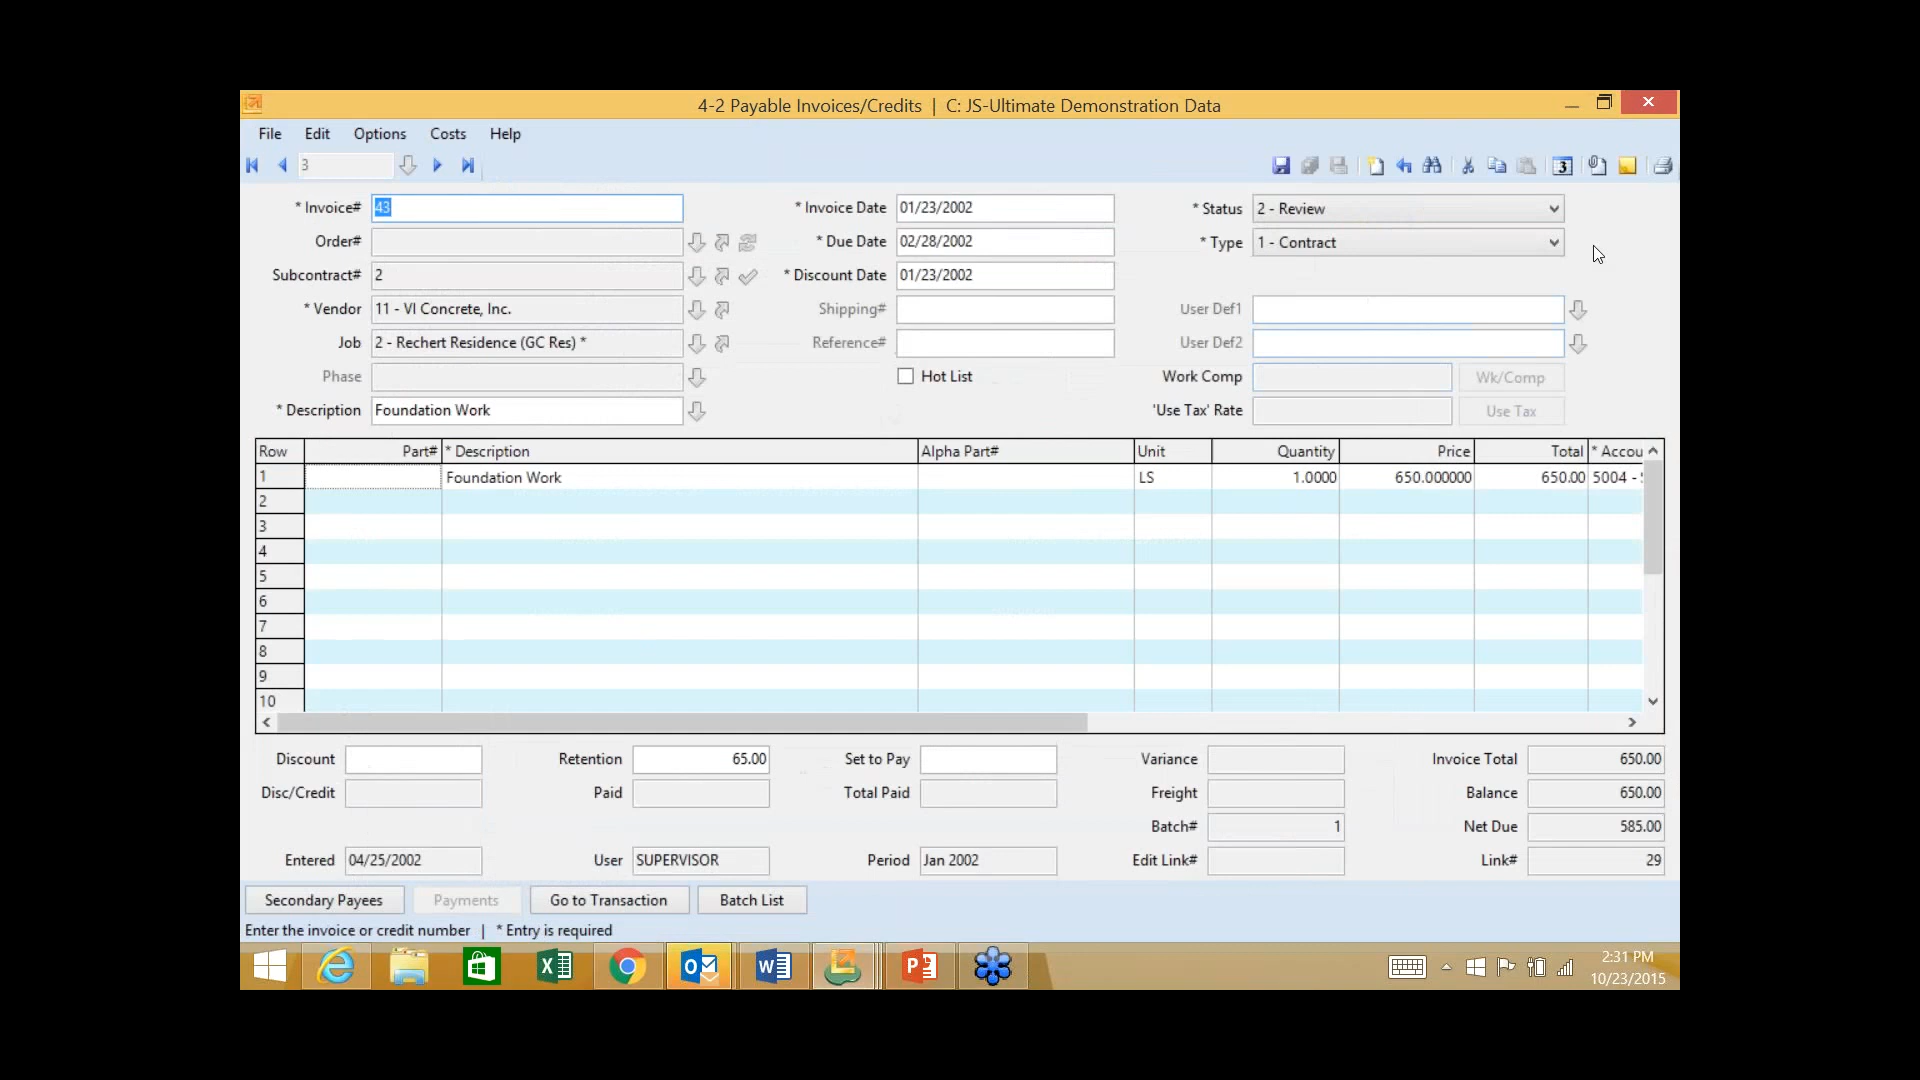 4-2 Payable Invoices/Credits | C: JS-Ultimate Demonstration Data
File Edit Options Costs Help
3
3
* Invoice# 43 * Invoice Date 01/23/2002 * Status 2 - Review
Order# * Due Date 02/28/2002 * Type 1 - Contract
Subcontract# 2 * Discount Date 01/23/2002
* Vendor 11 - VI Concrete, Inc. Shipping# User Def1
Job 2 - Rechert Residence (GC Res) * Reference# User Def2
Phase Hot List Work Comp Wk/Comp
* Description Foundation Work 'Use Tax' Rate Use Tax
Row Part# * Description Alpha Part# Unit Quantity Price Total * Accou
1 Foundation Work LS 1.0000 650.000000 650.00 5004 -
2
3
4
5
6
7
8
9
10
Discount Retention 65.00 Set to Pay Variance Invoice Total 650.00
Disc/Credit Paid Total Paid Freight Balance 650.00
Batch# 1 Net Due 585.00
Entered 04/25/2002 User SUPERVISOR Period Jan 2002 Edit Link# Link# 29
Secondary Payees Payments Go to Transaction Batch List
Enter the invoice or credit number | * Entry is required
2:31 PM
10/23/2015